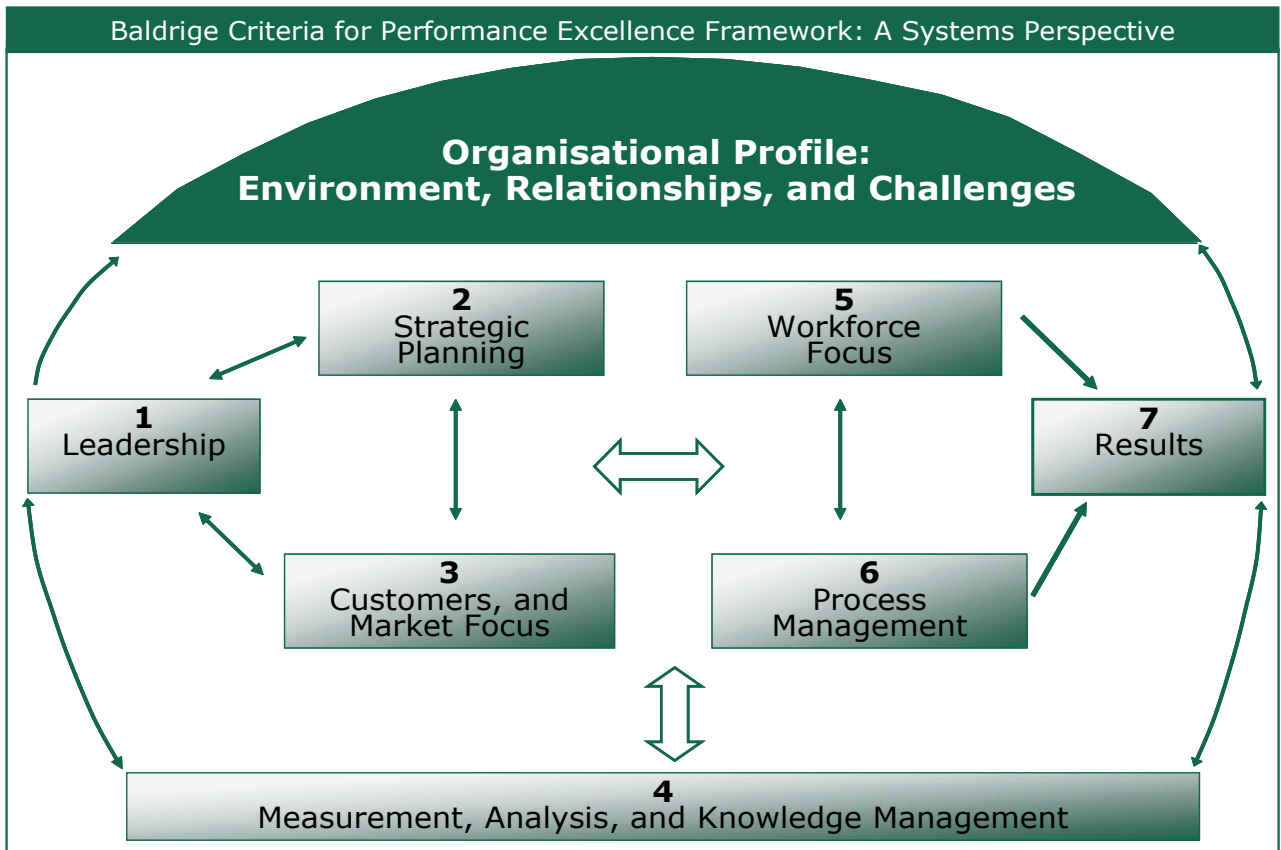 Baldrige Criteria for Performance Excellence Framework: A Systems Perspective
Organisational Profile:
Environment, Relationships, and Challenges
2
Strategic
Planning
5
Workforce
Focus
1
Leadership
7
Results
3
Customers, and
Market Focus
6
Process
Management
4
Measurement, Analysis, and Knowledge Management